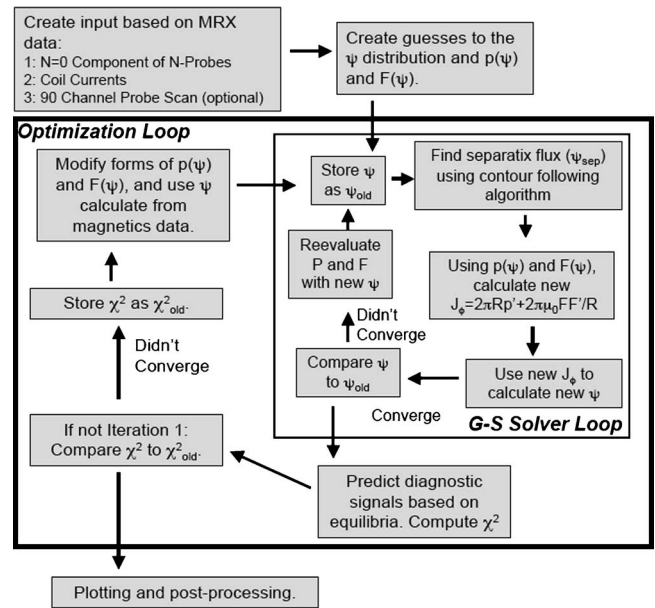 Create input based on MRX
data:
1: N=0 Component of N-Probes
2: Coil Currents
3: 90 Channel Probe Scan (optional)
Create guesses to the
ψ distribution and p(ψ)
and F(ψ).
Optimization Loop
Modify forms of p(ψ)
and F(ψ), and use ψ
calculate from
magnetics data.
Store ψ
as ψold
Find separatix flux (ψsep)
using contour following
algorithm
Reevaluate
P and F
with new ψ
Using p(ψ) and F(ψ),
calculate new
Jϕ=2πRp'+2πμ0FF'/R
Store χ² as χ²old.
Didn't
Converge
Didn't
Converge
Compare ψ
to ψold
Use new Jϕ to
calculate new ψ
Converge
G-S Solver Loop
If not Iteration 1:
Compare χ² to χ²old.
Predict diagnostic
signals based on
equilibria. Compute χ²
Plotting and post-processing.